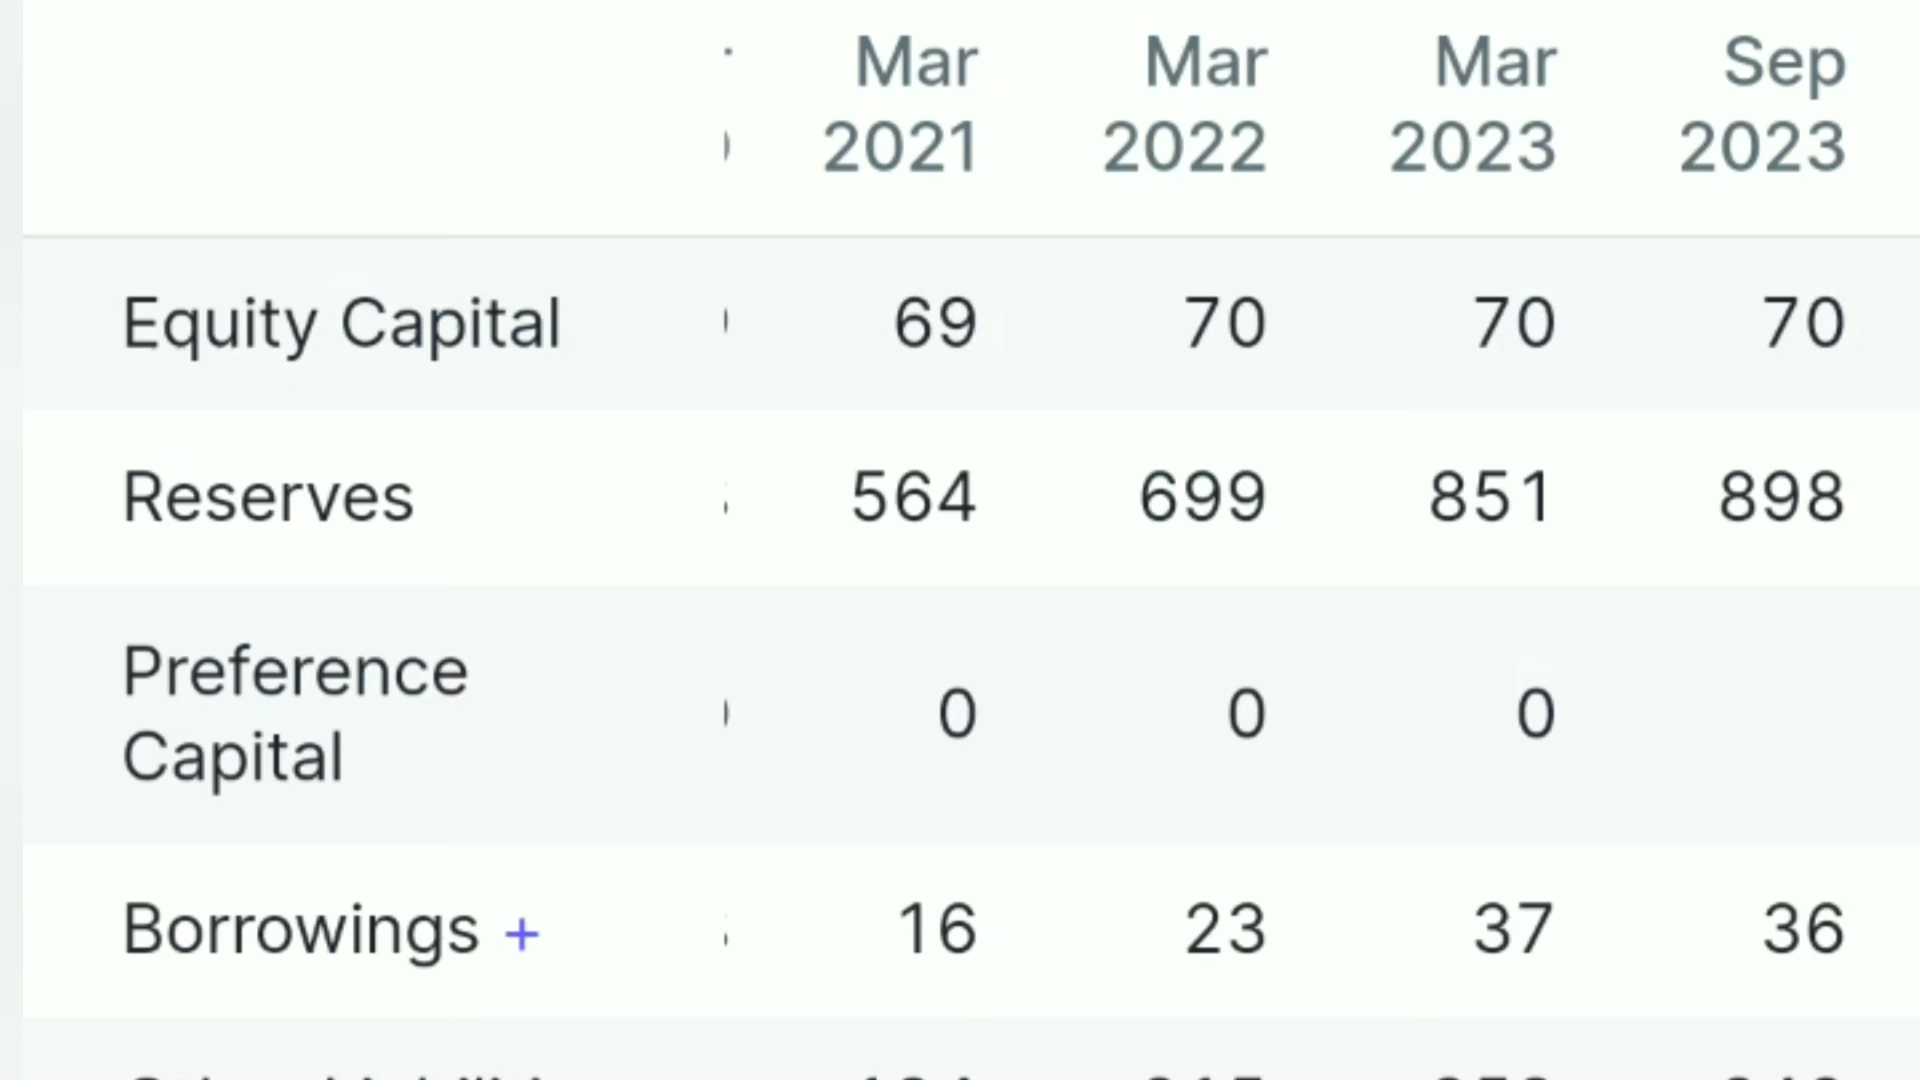 Mar Mar Mar Sep
2021 2022 2023 2023
Equity Capital 69 70 70 70
Reserves 564 699 851 898
Preference
Capital 0 0 0
Borrowings + 16 23 37 36